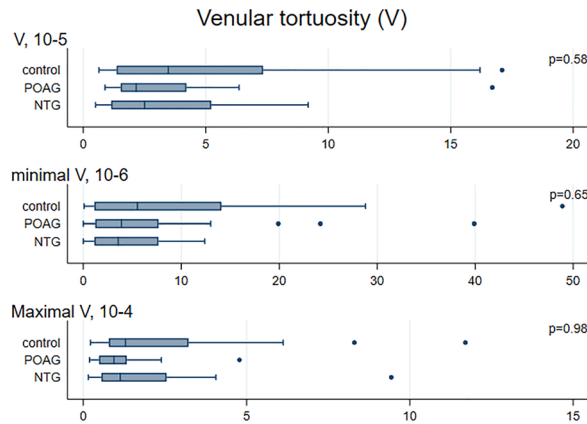 Venular tortuosity (V)
V, 10-5
p=0.58
control
POAG
NTG
0 5 10 15 20
minimal V, 10-6
p=0.65
control
POAG
NTG
0 10 20 30 40 50
Maximal V, 10-4
p=0.98
control
POAG
NTG
0 5 10 15